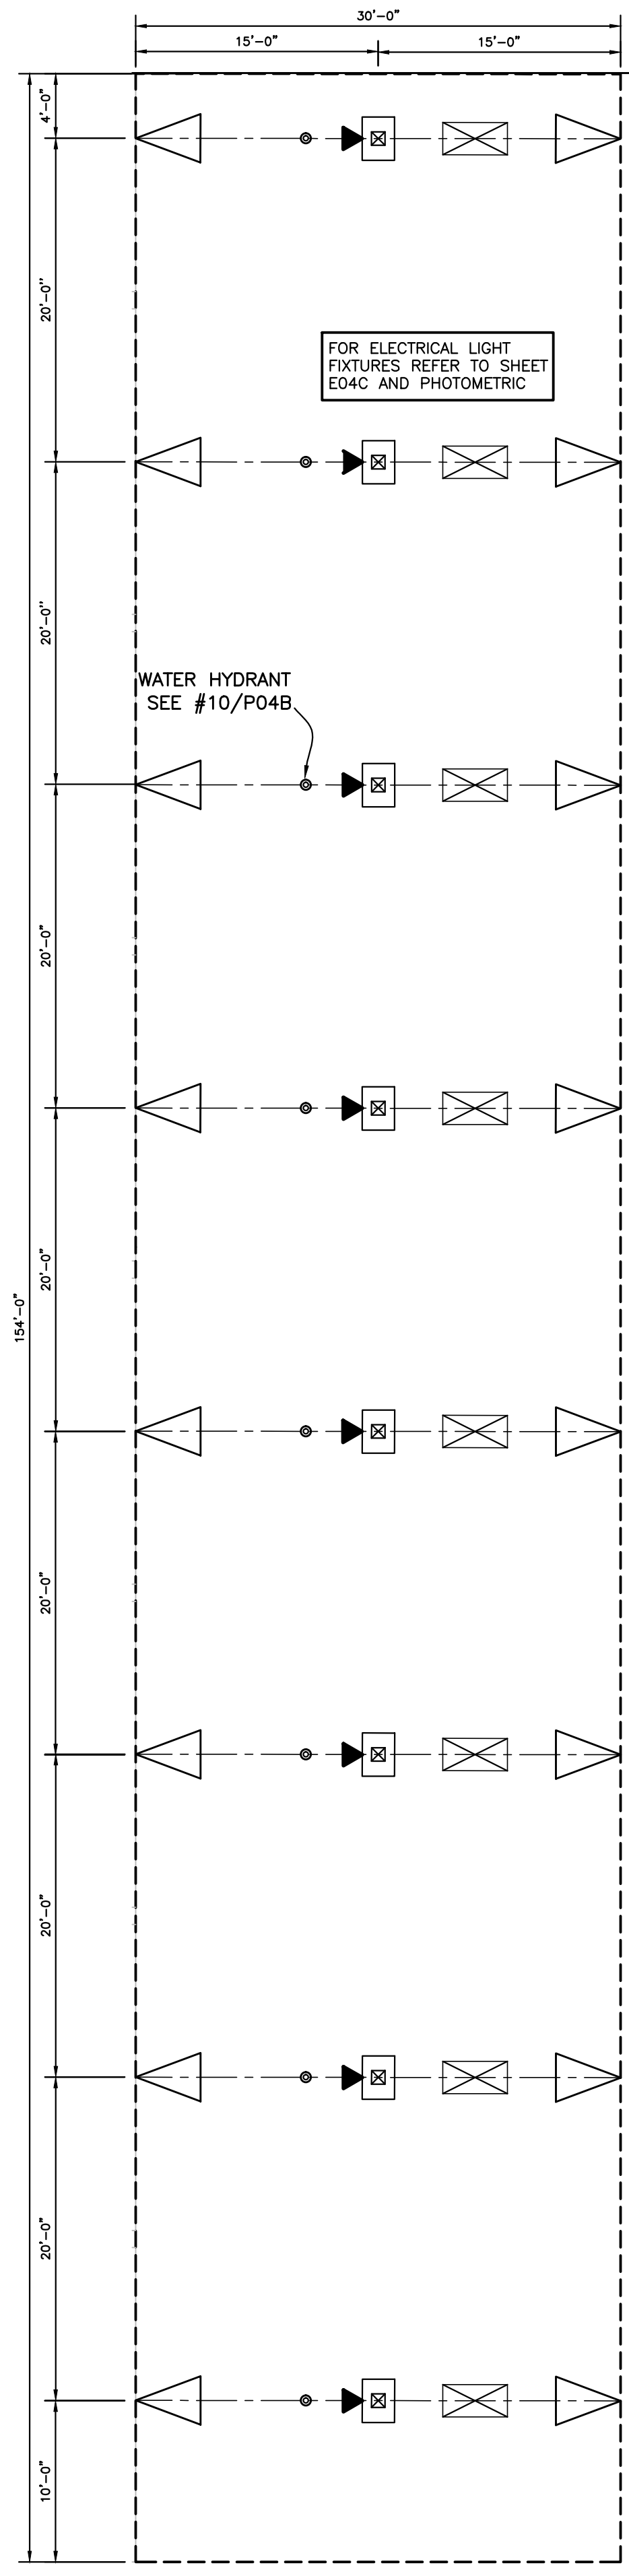 30'-0"
15'-0"
15'-0"
4'-0"
20'-0"
FOR ELECTRICAL LIGHT
FIXTURES REFER TO SHEET
E04C AND PHOTOMETRIC
20'-0"
WATER HYDRANT
SEE #10/P04B
20'-0"
20'-0"
154'-0"
20'-0"
20'-0"
20'-0"
10'-0"